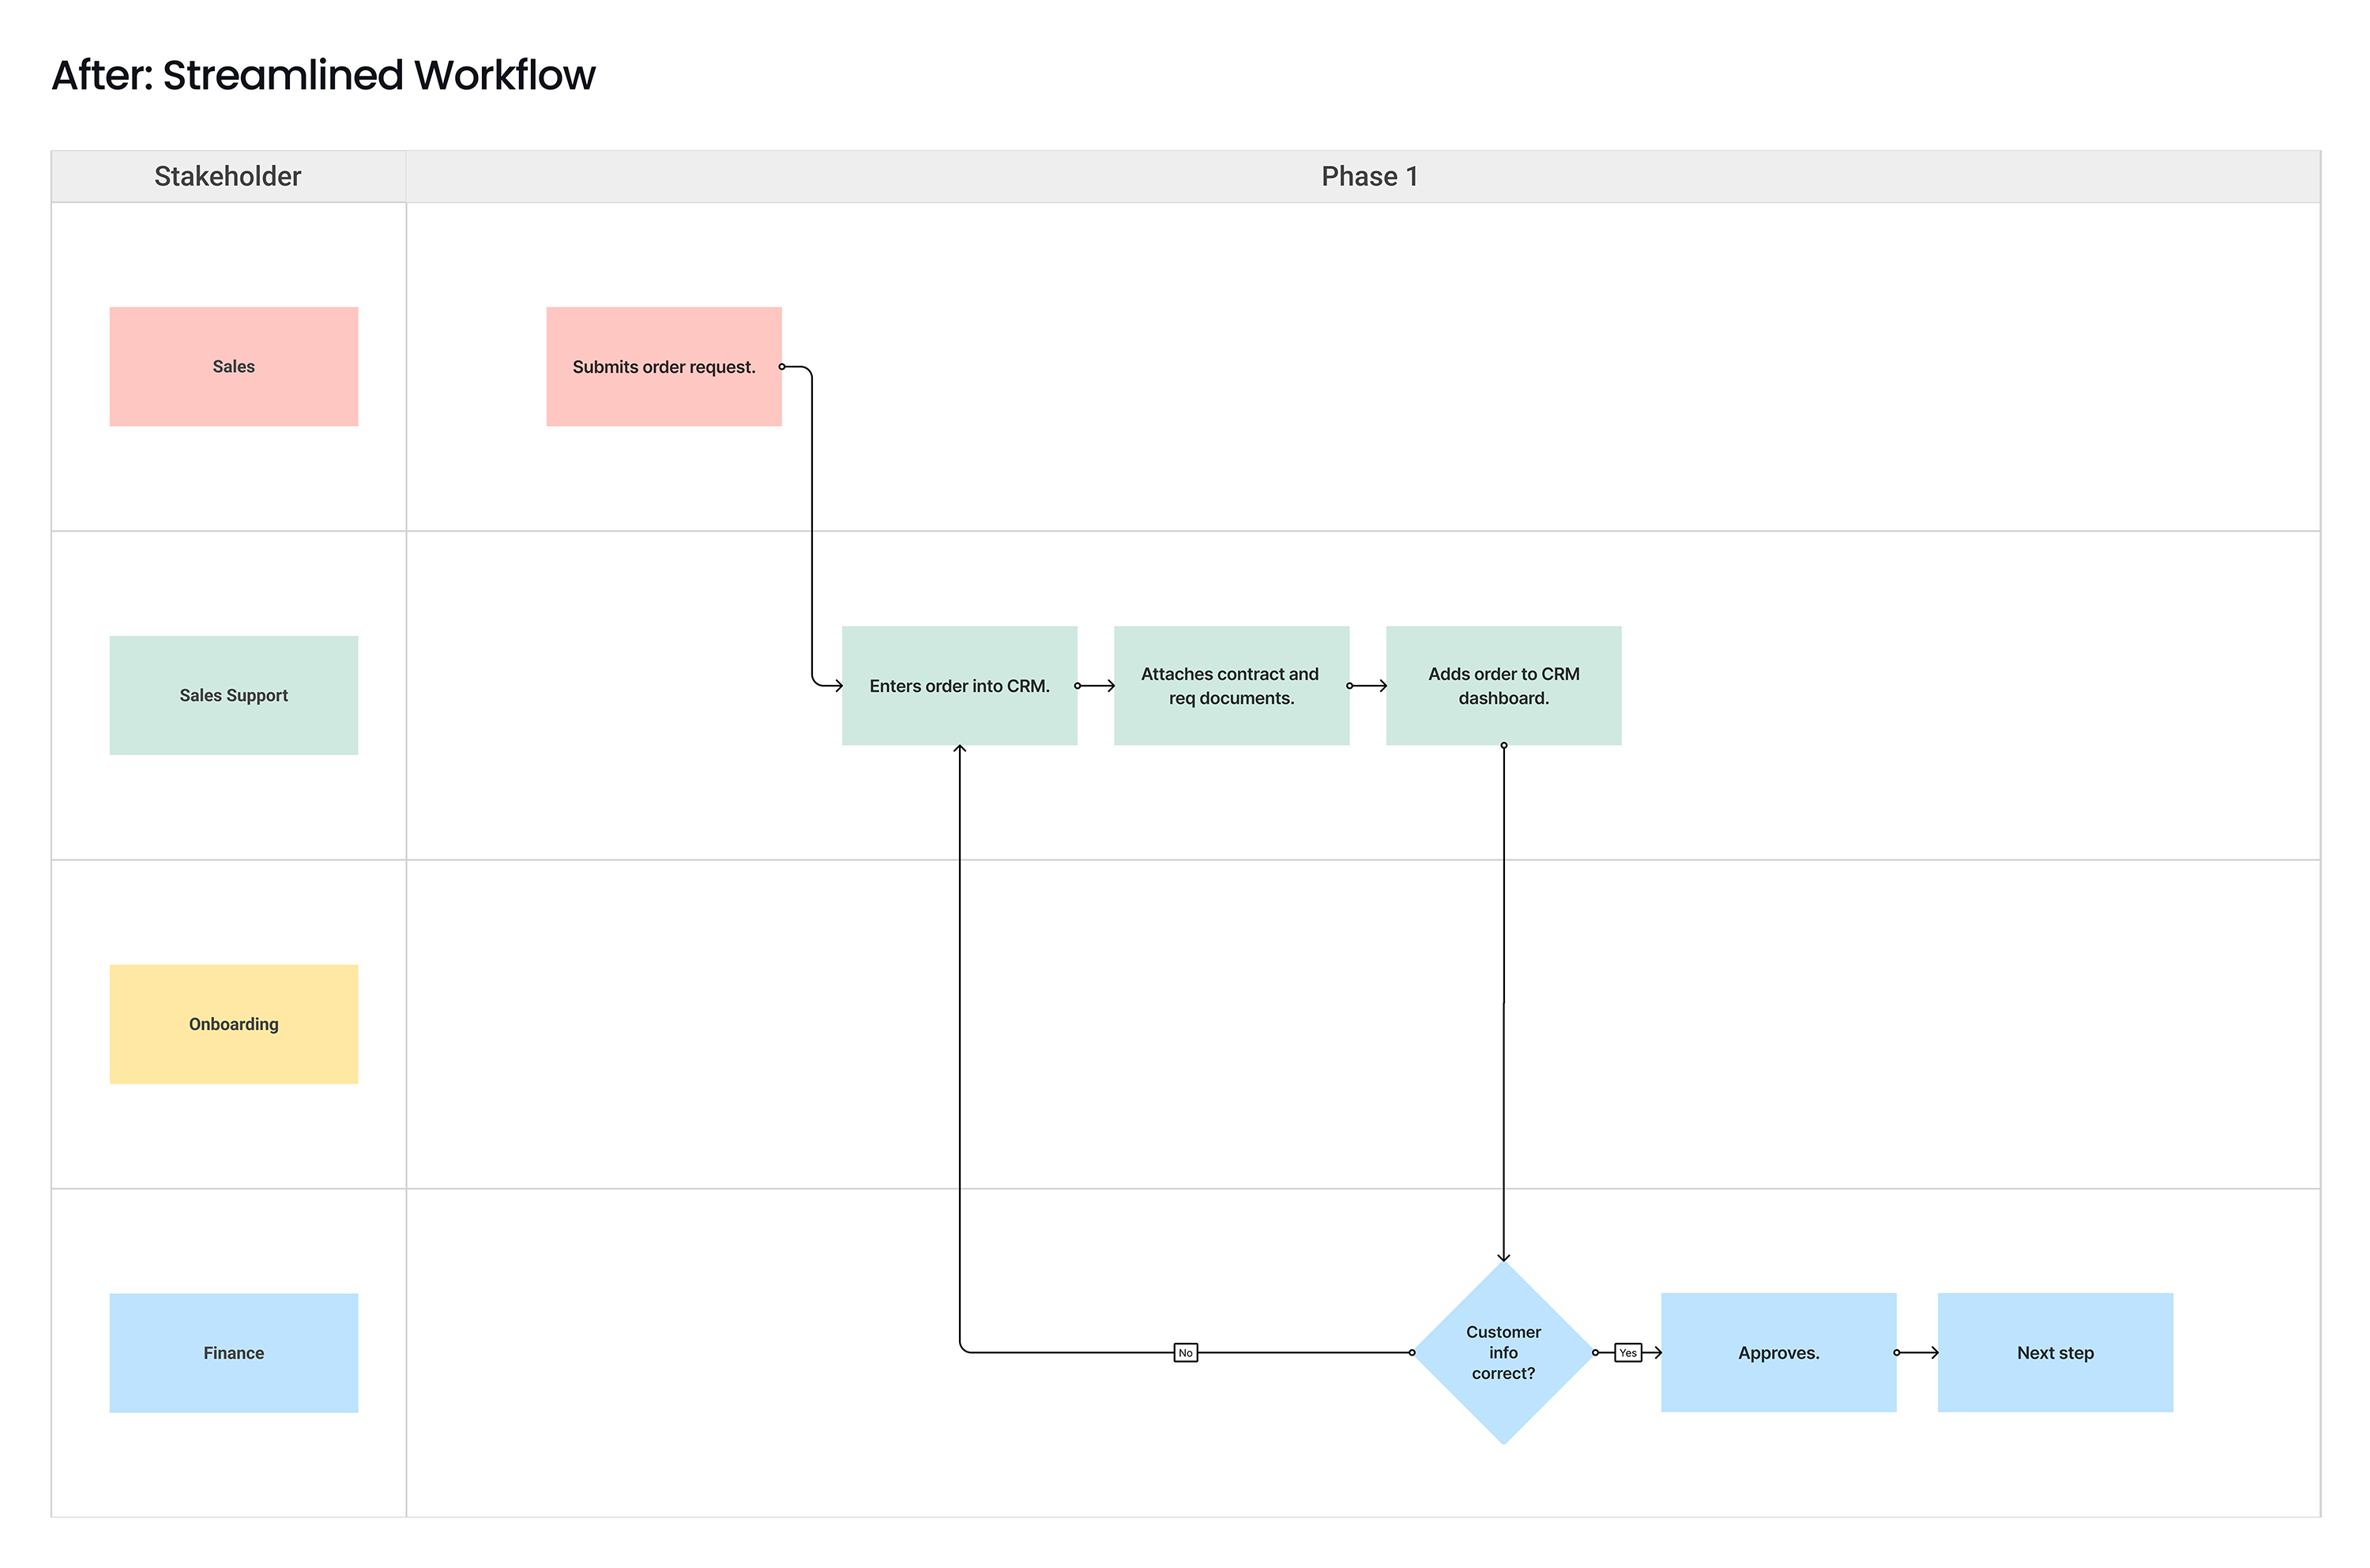 After: Streamlined Workflow
Stakeholder
Phase 1
Sales
Submits order request.
Sales Support
Enters order into CRM.
Attaches contract and
req documents.
Adds order to CRM
dashboard.
Onboarding
Finance
No
Customer
info
correct?
Yes
Approves.
Next step